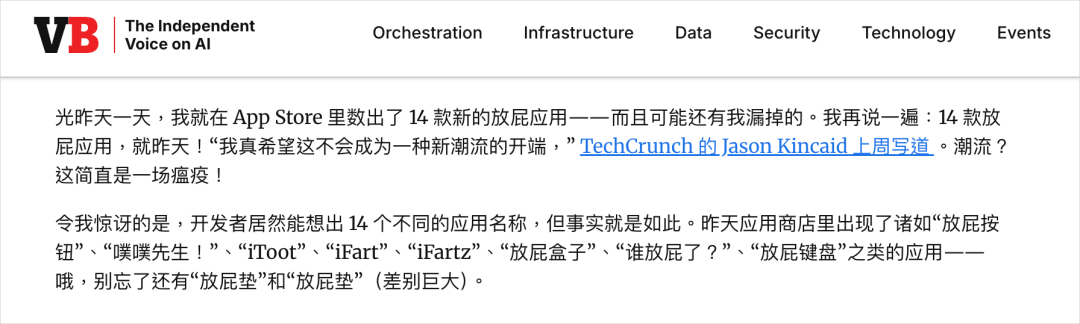 VB
The Independent
Voice on AI
Orchestration Infrastructure Data Security Technology Events
光昨天一天，我就在 App Store 里数出了 14 款新的放屁应用——而且可能还有我漏掉的。我再说一遍：14 款放
屁应用，就昨天！“我真希望这不会成为一种新潮流的开端，” TechCrunch 的 Jason Kincaid 上周写道 。潮流？
这简直是一场瘟疫！
令我惊讶的是，开发者居然能想出 14 个不同的应用名称，但事实就是如此。昨天应用商店里出现了诸如“放屁按
钮”、“噗噗先生！”、“iToot”、“iFart”、“iFartz”、“放屁盒子”、“谁放屁了？”、“放屁键盘”之类的应用——
哦，别忘了还有“放屁垫”和“放屁垫”（差别巨大）。